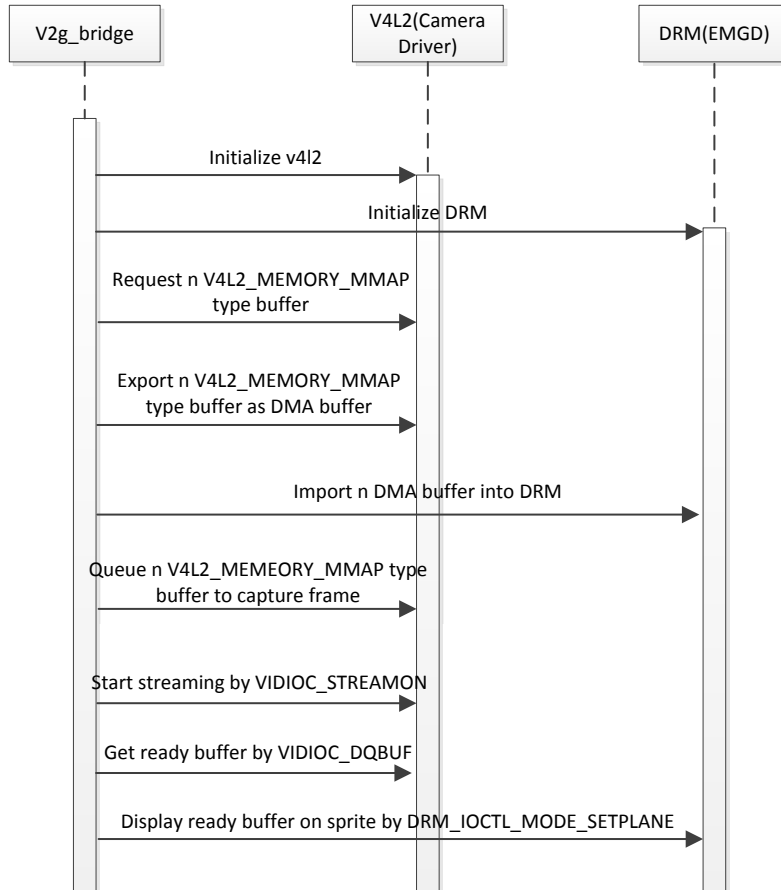 V2g_bridge
V4L2(Camera
Driver)
DRM(EMGD)
Initialize v4l2
Initialize DRM
Request n V4L2_MEMORY_MMAP
type buffer
Export n V4L2_MEMORY_MMAP
type buffer as DMA buffer
Import n DMA buffer into DRM
Queue n V4L2_MEMEORY_MMAP type
buffer to capture frame
Start streaming by VIDIOC_STREAMON
Get ready buffer by VIDIOC_DQBUF
Display ready buffer on sprite by DRM_IOCTL_MODE_SETPLANE